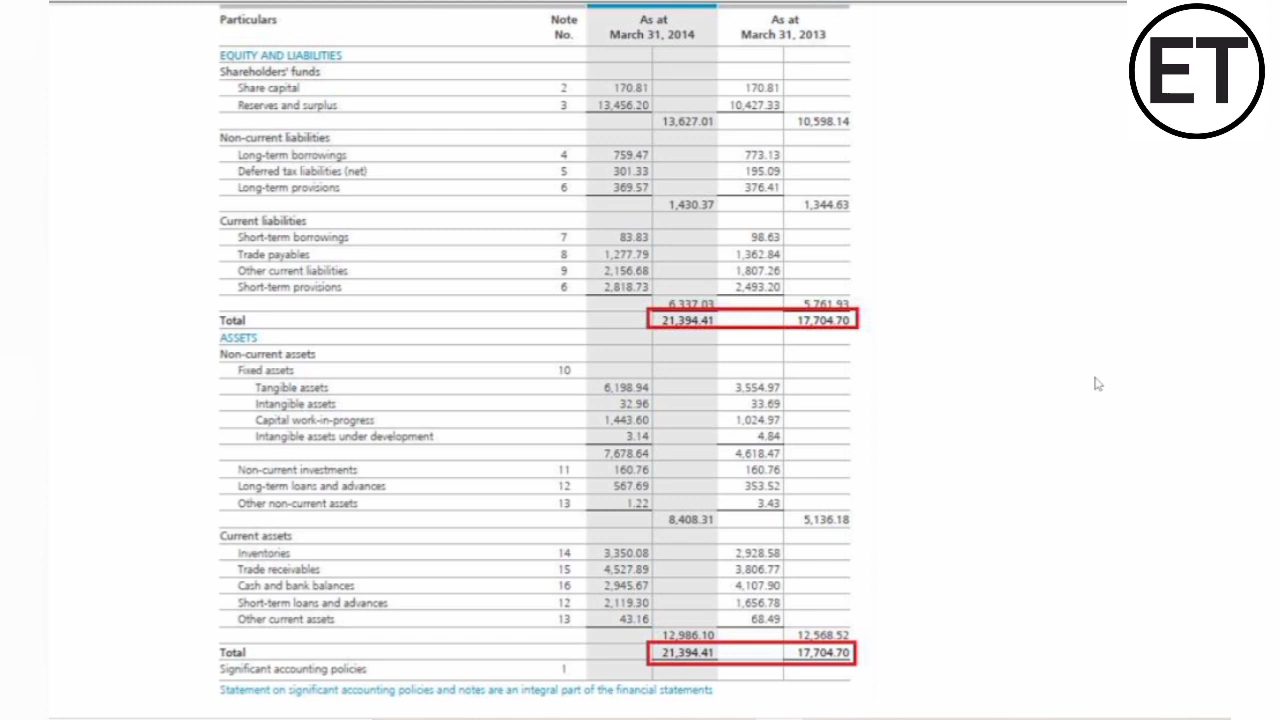 Particulars Note No. As at March 31, 2014 As at March 31, 2013
EQUITY AND LIABILITIES
Shareholders' funds
Share capital 2 170.81 170.81
Reserves and surplus 3 13,456.20 10,427.33
13,627.01 10,598.14
Non-current liabilities
Long-term borrowings 4 759.47 773.13
Deferred tax liabilities (net) 5 301.33 195.09
Long-term provisions 6 369.57 376.41
1,430.37 1,344.63
Current liabilities
Short-term borrowings 7 83.83 98.63
Trade payables 8 1,277.79 1,362.84
Other current liabilities 9 2,156.68 1,807.26
Short-term provisions 6 2,818.73 2,493.20
6,337.03 5,761.93
Total 21,394.41 17,704.70
ASSETS
Non-current assets
Fixed assets 10
Tangible assets 6,198.94 3,554.97
Intangible assets 32.96 33.69
Capital work-in-progress 1,443.60 1,024.97
Intangible assets under development 3.14 4.84
7,678.64 4,618.47
Non-current investments 11 160.76 160.76
Long-term loans and advances 12 567.69 353.52
Other non-current assets 13 1.22 3.43
8,408.31 5,136.18
Current assets
Inventories 14 3,350.08 2,928.58
Trade receivables 15 4,527.89 3,806.77
Cash and bank balances 16 2,945.67 4,107.90
Short-term loans and advances 12 2,119.30 1,656.78
Other current assets 13 43.16 68.49
12,986.10 12,568.52
Total 21,394.41 17,704.70
Significant accounting policies 1
Statement on significant accounting policies and notes are an integral part of the financial statements
ET